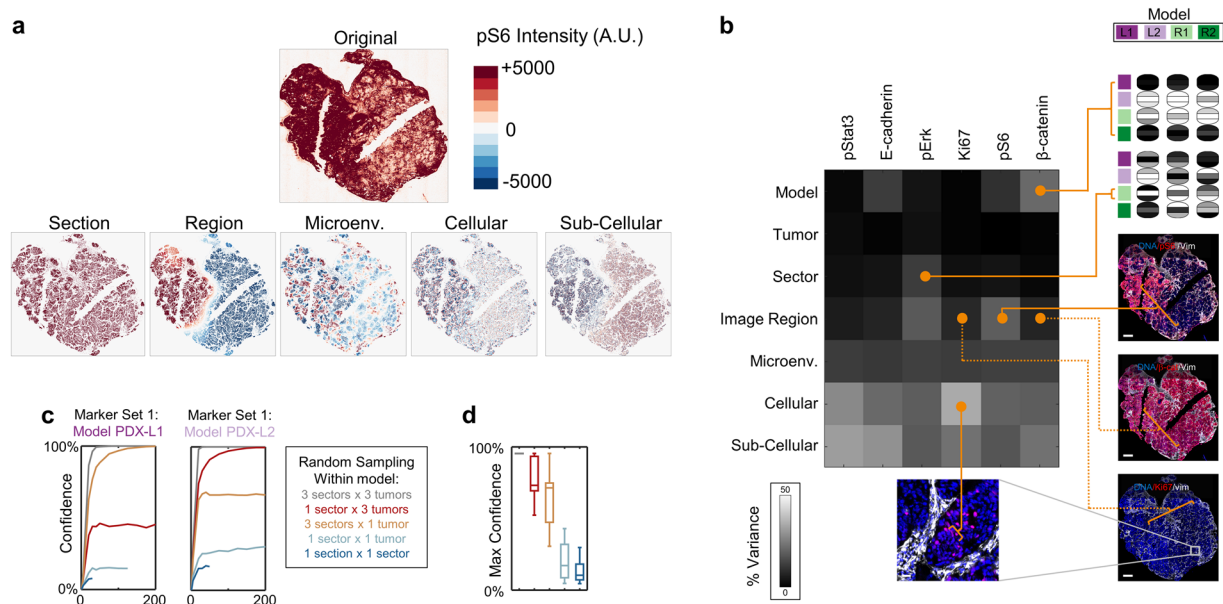 a
Original
pS6 Intensity (A.U.)
+5000
0
-5000
Section
Region
Microenv.
Cellular
Sub-Cellular
b
Model
L1
L2
R1
R2
pStat3
E-cadherin
pErk
Ki67
pS6
β-catenin
Model
Tumor
Sector
Image Region
Microenv.
Cellular
Sub-Cellular
DNA/pS6/Vim
DNA/β-cat/Vim
DNA/Ki67/vim
50
0
% Variance
c
Marker Set 1:
Model PDX-L1
Marker Set 1:
Model PDX-L2
100%
Confidence
0%
0
200
0
200
Random Sampling
Within model:
3 sectors x 3 tumors
1 sector x 3 tumors
3 sectors x 1 tumor
1 sector x 1 tumor
1 section x 1 sector
d
100%
Max Confidence
0%